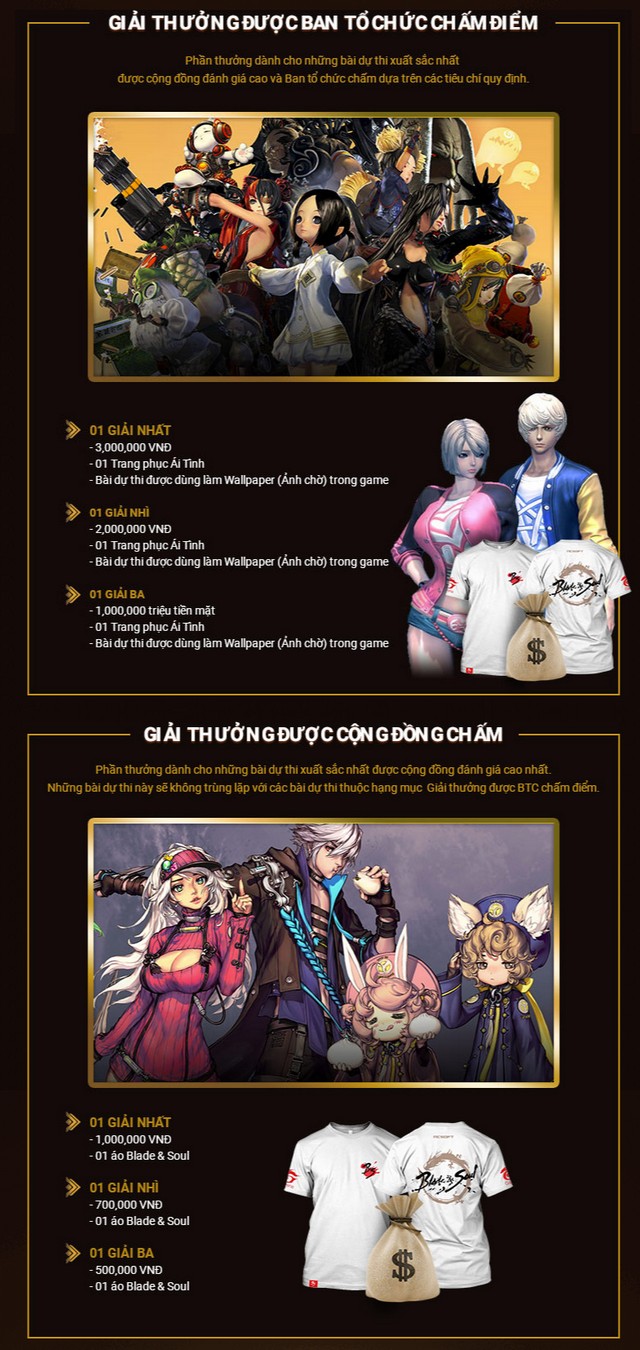 GIẢI THƯỞNG ĐƯỢC BAN TỔ CHỨC CHẤM ĐIỂM
Phần thưởng dành cho những bài dự thi xuất sắc nhất
được cộng đồng đánh giá cao và Ban tổ chức chấm dựa trên các tiêu chí quy định.
01 GIẢI NHẤT
- 3,000,000 VNĐ
- 01 Trang phục Ái Tình
- Bài dự thi được dùng làm Wallpaper (Ảnh chờ) trong game
01 GIẢI NHÌ
- 2,000,000 VNĐ
- 01 Trang phục Ái Tình
- Bài dự thi được dùng làm Wallpaper (Ảnh chờ) trong game
01 GIẢI BA
- 1,000,000 triệu tiền mặt
- 01 Trang phục Ái Tình
- Bài dự thi được dùng làm Wallpaper (Ảnh chờ) trong game
Blade & Soul
$
GIẢI THƯỞNG ĐƯỢC CỘNG ĐỒNG CHẤM
Phần thưởng dành cho những bài dự thi xuất sắc nhất được cộng đồng đánh giá cao nhất.
Những bài dự thi này sẽ không trùng lặp với các bài dự thi thuộc hạng mục Giải thưởng được BTC chấm điểm.
01 GIẢI NHẤT
- 1,000,000 VNĐ
- 01 áo Blade & Soul
01 GIẢI NHÌ
- 700,000 VNĐ
- 01 áo Blade & Soul
01 GIẢI BA
- 500,000 VNĐ
- 01 áo Blade & Soul
NCSOFT
Blade & Soul
$